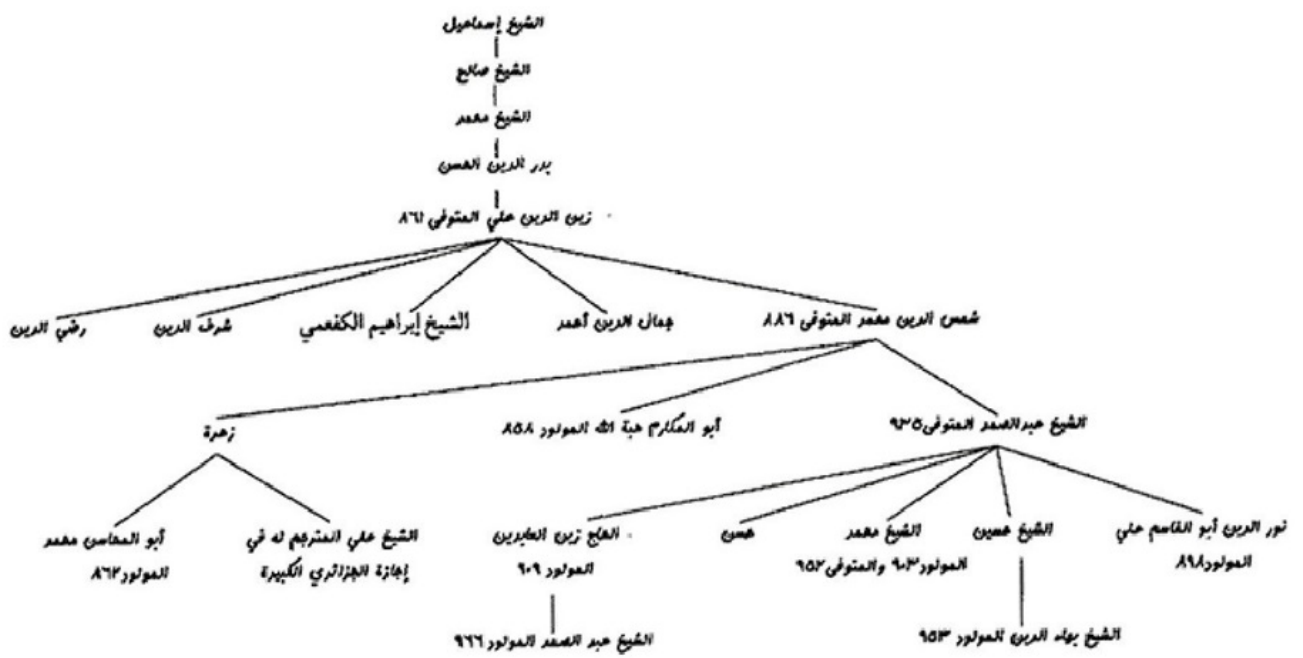 الشيخ إسماعيل
الشيخ صالح
الشيخ محمد
بدر الدين الحسن
زين الدين علي المتوفى ٨٦١
شمس الدين محمد المتوفى ٨٨٦
جمال الدين أحمد
الشيخ إبراهيم الكفعمي
شرف الدين
رضي الدين
الشيخ عبدالصمد المتوفى ٩٣٥
أبو المكارم هبة الله المولود ٨٥٨
زهرة
نور الدين أبو القاسم علي
المولود ٨٩٨
الشيخ حسين
الشيخ محمد
المولود ٩٠٣ والمتوفى ٩٥٢
حسن
الحاج زين العابدين
المولود ٩٠٩
الشيخ علي المترجم له في
إجازة الجزائري الكبيرة
أبو المحاسن محمد
المولود ٨٦٢
الشيخ بهاء الدين المولود ٩٥٣
الشيخ عبد الصمد المولود ٩٦٦